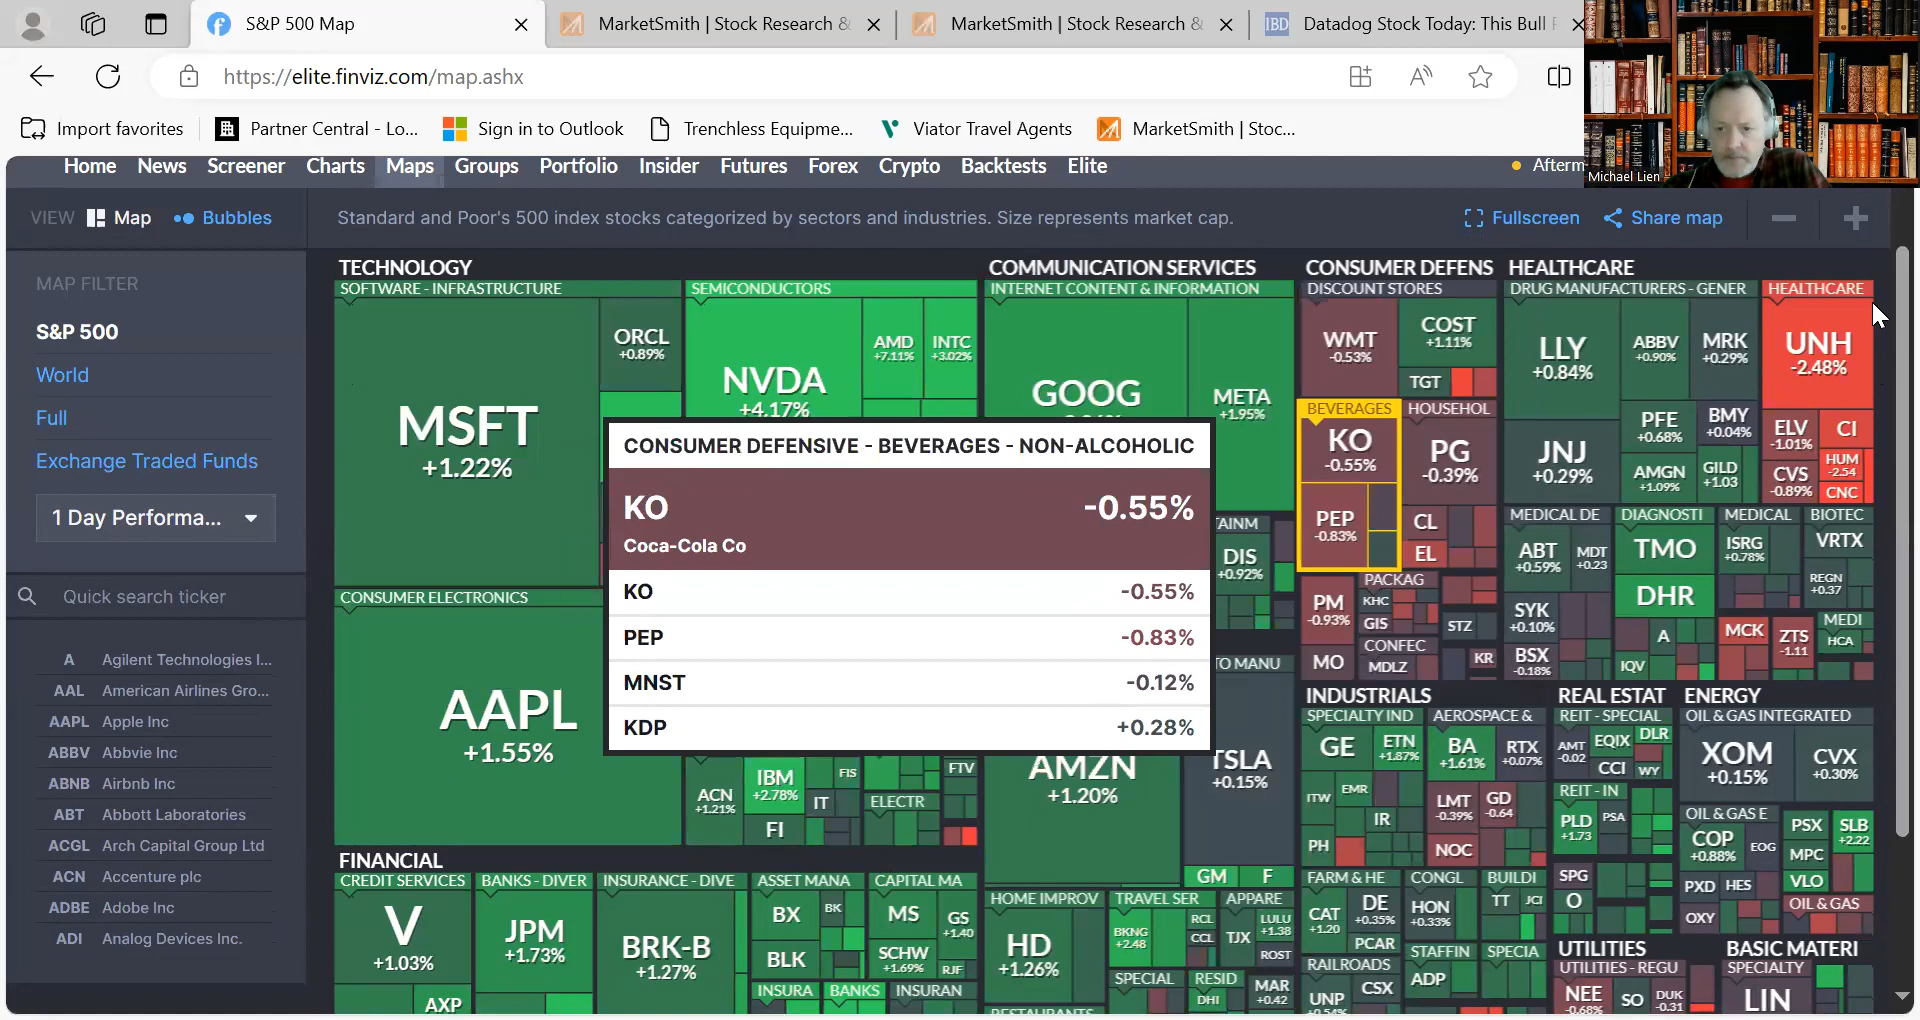 S&P 500 Map
MarketSmith | Stock Research &
MarketSmith | Stock Research &
IBD
Datadog Stock Today: This Bull
https://elite.finviz.com/map.ashx
Import favorites
Partner Central - Lo...
Sign in to Outlook
Trenchless Equipme...
Viator Travel Agents
MarketSmith | Stoc...
Michael Lien
Home
News
Screener
Charts
Maps
Groups
Portfolio
Insider
Futures
Forex
Crypto
Backtests
Elite
Afterm
VIEW
Map
Bubbles
Standard and Poor's 500 index stocks categorized by sectors and industries. Size represents market cap.
Fullscreen
Share map
MAP FILTER
S&P 500
World
Full
Exchange Traded Funds
1 Day Performa...
Quick search ticker
A Agilent Technologies I...
AAL American Airlines Gro...
AAPL Apple Inc
ABBV Abbvie Inc
ABNB Airbnb Inc
ABT Abbott Laboratories
ACGL Arch Capital Group Ltd
ACN Accenture plc
ADBE Adobe Inc
ADI Analog Devices Inc.
TECHNOLOGY
SOFTWARE - INFRASTRUCTURE
MSFT
+1.22%
ORCL
+0.89%
SEMICONDUCTORS
NVDA
+4.17%
AMD
+7.11%
INTC
+3.02%
CONSUMER ELECTRONICS
AAPL
+1.55%
ACN
+1.21%
IBM
+2.78%
FI
FIS
IT
ELECTR
FTV
COMMUNICATION SERVICES
INTERNET CONTENT & INFORMATION
GOOG
META
+1.95%
TAINM
DIS
+0.92%
CONSUMER DEFENSIVE - BEVERAGES - NON-ALCOHOLIC
KO -0.55%
Coca-Cola Co
KO -0.55%
PEP -0.83%
MNST -0.12%
KDP +0.28%
TO MANU
AMZN
+1.20%
TSLA
+0.15%
GM
F
HOME IMPROV
HD
+1.26%
TRAVEL SER
BKNG
+2.48
RCL
CCL
APPARE
TJX
LULU
+1.38
ROST
SPECIAL
RESID
DHI
MAR
+0.42
RESTAURANTS
CONSUMER DEFENS
DISCOUNT STORES
WMT
-0.53%
COST
+1.11%
TGT
BEVERAGES
KO
-0.55%
PEP
-0.83%
HOUSEHOL
PG
-0.39%
CL
EL
PM
-0.93%
MO
PACKAG
KHC
GIS
STZ
CONFEC
MDLZ
KR
HEALTHCARE
DRUG MANUFACTURERS - GENER
LLY
+0.84%
JNJ
+0.29%
ABBV
+0.90%
MRK
+0.29%
PFE
+0.68%
BMY
+0.04%
AMGN
+1.09%
GILD
+1.03
HEALTHCARE
UNH
-2.48%
ELV
-1.01%
CI
CVS
-0.89%
HUM
-2.54
CNC
MEDICAL DE
ABT
+0.59%
MDT
+0.23
SYK
+0.10%
BSX
-0.18%
DIAGNOSTI
TMO
DHR
A
IQV
MEDICAL
ISRG
+0.78%
MCK
ZTS
-1.11
BIOTEC
VRTX
REGN
+0.37
MEDI
HCA
FINANCIAL
CREDIT SERVICES
V
+1.03%
AXP
BANKS - DIVER
JPM
+1.73%
INSURANCE - DIVE
BRK-B
+1.27%
ASSET MANA
BX
BK
BLK
CAPITAL MA
MS
GS
+1.40
SCHW
+1.69%
RJF
INSURA
BANKS
INSURAN
INDUSTRIALS
SPECIALTY IND
GE
ETN
+1.87%
ITW
EMR
IR
PH
AEROSPACE &
BA
+1.61%
RTX
+0.07%
LMT
-0.39%
GD
-0.64
NOC
FARM & HE
CAT
+1.20
DE
+0.35%
PCAR
CONGL
HON
+0.33%
BUILDI
TT
JCI
RAILROADS
UNP
+0.54%
CSX
STAFFIN
ADP
SPECIA
REAL ESTAT
REIT - SPECIAL
AMT
-0.02
EQIX
DLR
CCI
WY
REIT - IN
PLD
+1.73
PSA
SPG
O
ENERGY
OIL & GAS INTEGRATED
XOM
+0.15%
CVX
+0.30%
OIL & GAS E
COP
+0.88%
EOG
PXD
HES
OXY
PSX
MPC
VLO
SLB
+2.22
OIL & GAS
UTILITIES
UTILITIES - REGU
NEE
-0.68%
SO
DUK
-0.31
BASIC MATERI
SPECIALTY
LIN